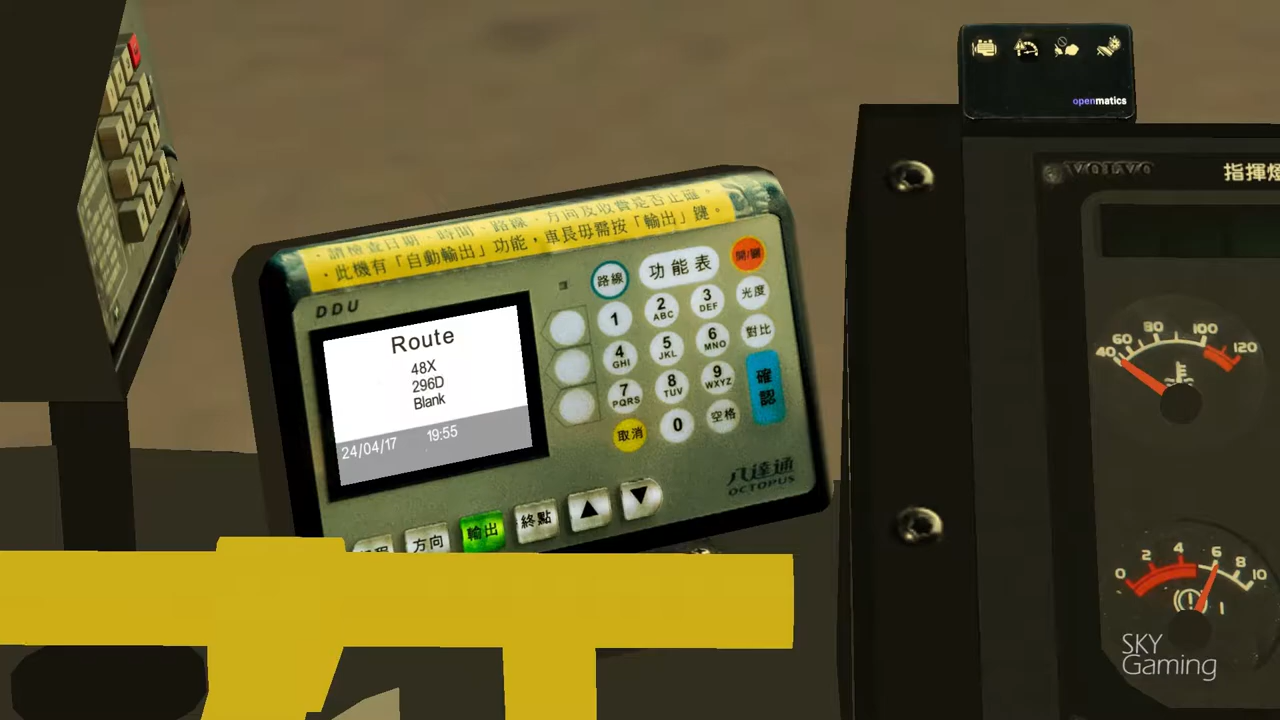 openmatics
VOLVO
指揮燈
·請檢查日期、時間、路線、方向及收費是否正確。
·此機有「自動輸出」功能，車長毋需按「輸出」鍵。
DDU
Route
48X
296D
Blank
24/04/17 19:55
路線 功能表 開/關
1 2 ABC 3 DEF 光度
4 GHI 5 JKL 6 MNO 對比
7 PQRS 8 TUV 9 WXYZ 確認
取消 0 空格
八達通
OCTOPUS
方向 輸出 終點 ▲ ▼
40 60 80 100 120
0 2 4 6 8 10
1
SKY
Gaming